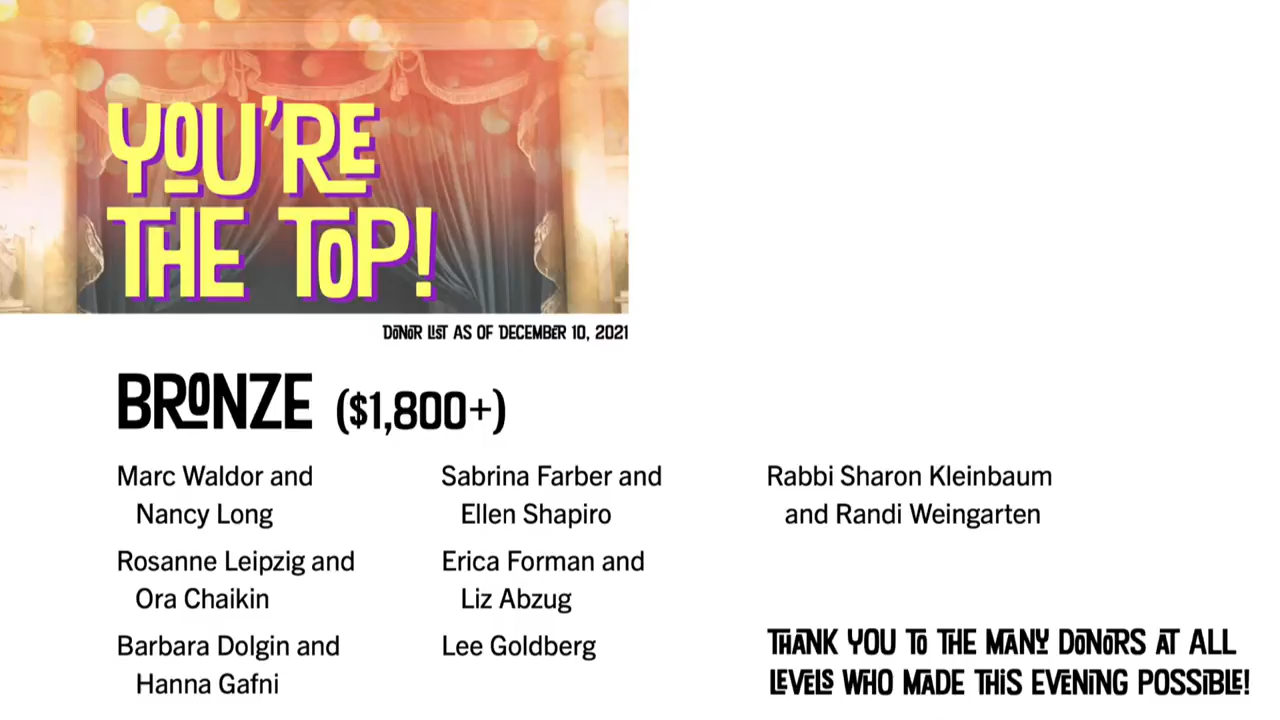 YOU'RE
THE TOP!
DONOR LIST AS OF DECEMBER 10, 2021
BRONZE ($1,800+)
Marc Waldor and
Nancy Long
Rosanne Leipzig and
Ora Chaikin
Barbara Dolgin and
Hanna Gafni
Sabrina Farber and
Ellen Shapiro
Erica Forman and
Liz Abzug
Lee Goldberg
Rabbi Sharon Kleinbaum
and Randi Weingarten
THANK YOU TO THE MANY DONORS AT ALL
LEVELS WHO MADE THIS EVENING POSSIBLE!